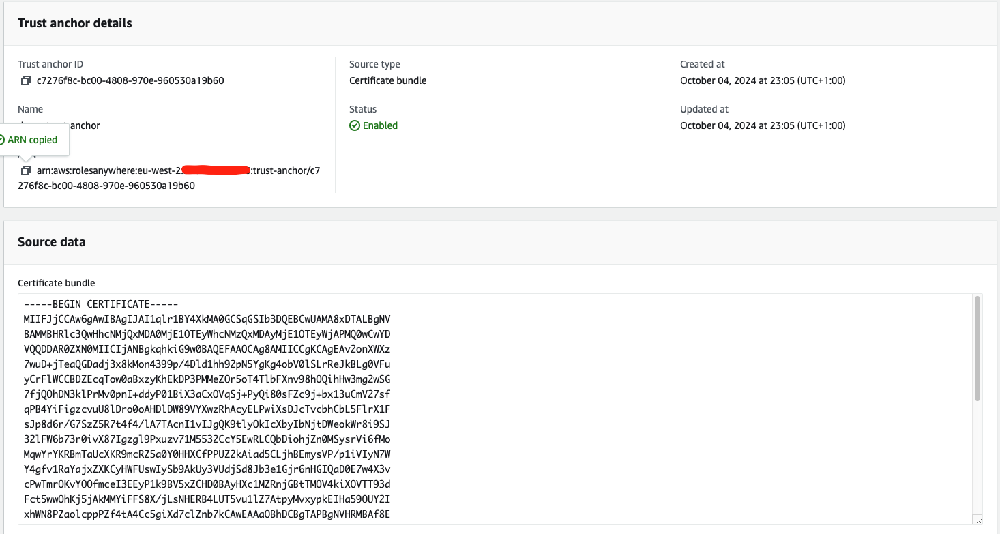 Trust anchor details
Trust anchor ID
c7276f8c-bc00-4808-970e-960530a19b60
Source type
Certificate bundle
Created at
October 04, 2024 at 23:05 (UTC+1:00)
Name
anchor
Status
Enabled
Updated at
October 04, 2024 at 23:05 (UTC+1:00)
ARN copied
arn:aws:rolesanywhere:eu-west-2: :trust-anchor/c7
276f8c-bc00-4808-970e-960530a19b60
Source data
Certificate bundle
-----BEGIN CERTIFICATE-----
MIIFJjCCAw6gAwIBAgIJAI1qlr1BY4XkMA0GCSqGSIb3DQEBCwUAMA8xDTALBgNV
BAMMBHRlc3QwHhcNMjQxMDA0MjE1OTEyWhcNMzQxMDAyMjE1OTEyWjAPMQ0wCwYD
VQQDDAR0ZXN0MIICIjANBgkqhkiG9w0BAQEFAAOCAg8AMIICCgKCAgEAv2onXWXz
7wuD+jTeaQGDadj3x8kMon4399p/4Dld1hh92pN5YgKg4obV0lSLrReJkBLg0VFu
yCrFlWCCBDZEcqTow0aBxzyKhEkDP3PMMeZOr5oT4TlbFXnv98hOQihHw3mg2wSG
7fjQOhDN3klPrMv0pnI+ddyP01BiX3aCxOVqSj+PyQi80sFZc9j+bx13uCmV27sf
qPB4YiFigzcvuU8lDro0oAHDlDW89VYXwzRhAcyELPwiXsDJcTvcbhCbL5FlrX1F
sJp8d6r/G7SzZ5R7t4f4/lA7TAcnI1vIJgQK9tlyOkIcXbyIbNjtDWeokWr8i9SJ
32lFW6b73r0ivX87Igzgl9Pxuzv71M5532CcY5EwRLCQbDiohjZn0MSysrVi6fMo
MqwYrYKRBmTaUcXKR9mcRZ5a0Y0HHXCfPPUZ2kAiad5CLjhBEmysVP/p1iVIyN7W
Y4gfv1RaYajxZXKCyHWFUswIySb9AkUy3VUdjSd8Jb3e1Gjr6nHGIQaD0E7w4X3v
cPwTmrOKvYOOfmceI3EEyP1k9BV5xZCHD0BAyHXc1MZRnjGBtTMOV4kiXOVTT93d
Fct5wwOhKj5jAkMMYiFFS8X/jLsNHERB4LUT5vu1lZ7AtpyMvxypkEIHa59OUY2I
xhWN8PZaolcppPZf4tA4Cc5giXd7clZnb7kCAwEAAaOBhDCBgTAPBgNVHRMBAf8E